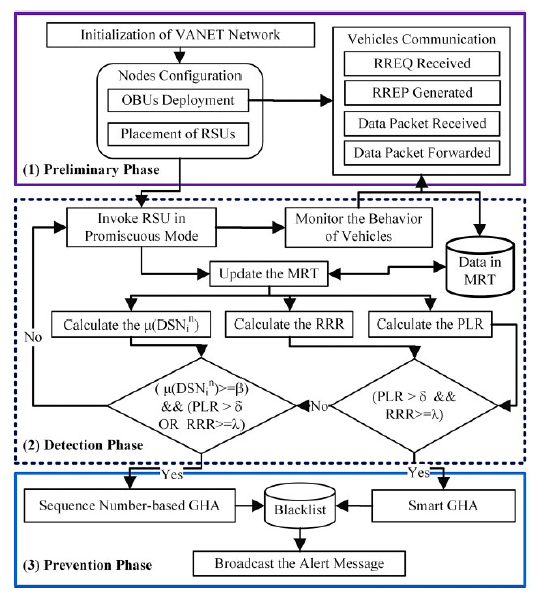 Initialization of VANET Network
Nodes Configuration
OBUs Deployment
Placement of RSUs
Vehicles Communication
RREQ Received
RREP Generated
Data Packet Received
Data Packet Forwarded
(1) Preliminary Phase
Invoke RSU in
Promiscuous Mode
Monitor the Behavior
of Vehicles
Data in
MRT
Update the MRT
Calculate the μ(DSNᵢⁿ)
Calculate the RRR
Calculate the PLR
No
( μ(DSNᵢⁿ)>=β)
&& (PLR > δ
OR RRR>=λ)
No
(PLR > δ &&
RRR>=λ)
(2) Detection Phase
Yes
Yes
Sequence Number-based GHA
Blacklist
Smart GHA
Broadcast the Alert Message
(3) Prevention Phase